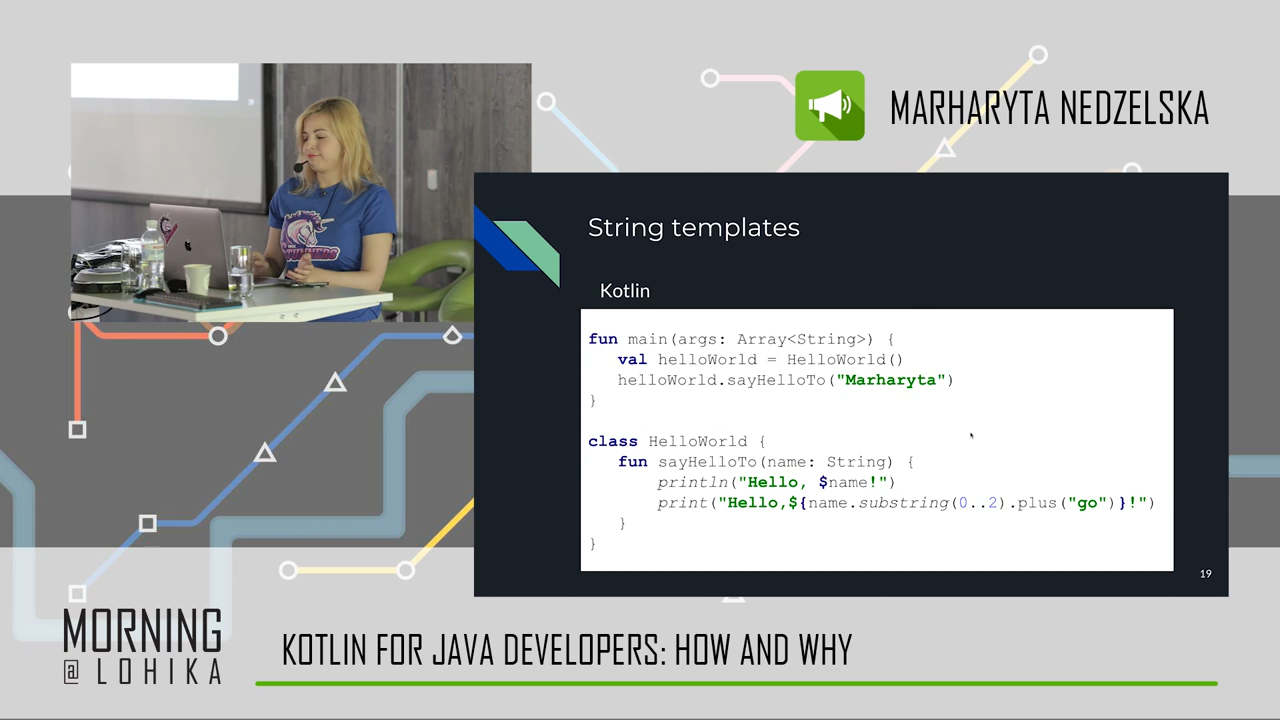 MARHARYTA NEDZELSKA
String templates
Kotlin
fun main(args: Array<String>) {
val helloWorld = HelloWorld()
helloWorld.sayHelloTo("Marharyta")
}
class HelloWorld {
fun sayHelloTo(name: String) {
println("Hello, $name!")
print("Hello,${name.substring(0..2).plus("go")}!")
}
}
19
MORNING
@ LOHIKA
KOTLIN FOR JAVA DEVELOPERS: HOW AND WHY